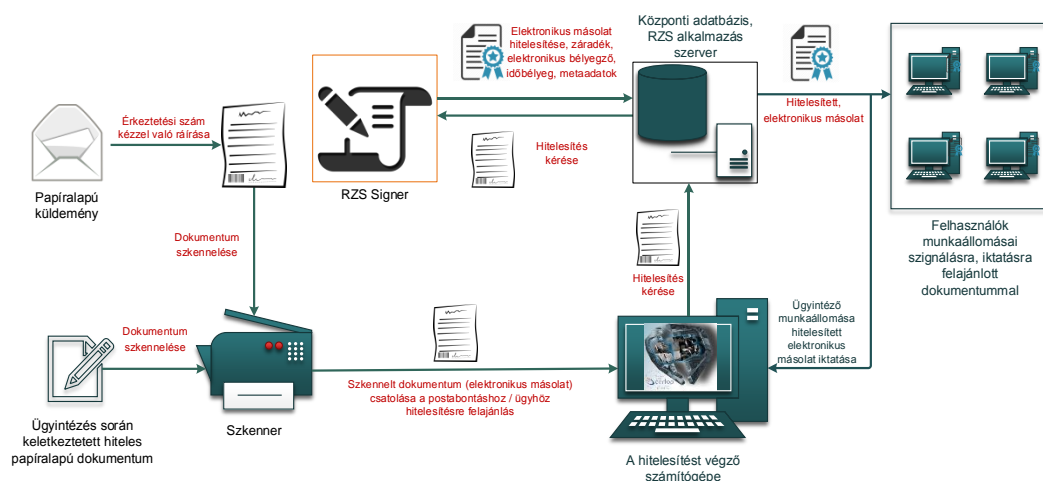 Elektronikus másolat
hitelesítése, záradék,
elektronikus bélyegző,
időbélyeg, metaadatok
Központi adatbázis,
RZS alkalmazás
szerver
Érkeztetési szám
kézzel való ráírása
Hitelesített,
elektronikus másolat
Hitelesítés
kérése
Papíralapú
küldemény
RZS Signer
Dokumentum
szkennelése
Hitelesítés
kérése
Felhasználók
munkaállomásai
szignálásra, iktatásra
felajánlott
dokumentummal
Ügyintéző
munkaállomása
hitelesített
elektronikus
másolat iktatása
Dokumentum
szkennelése
Szkennelt dokumentum (elektronikus másolat)
csatolása a postabontáshoz / ügyhöz
hitelesítésre felajánlás
Szkenner
Ügyintézés során
keletkeztetett hiteles
papíralapú dokumentum
A hitelesítést végző
számítógépe